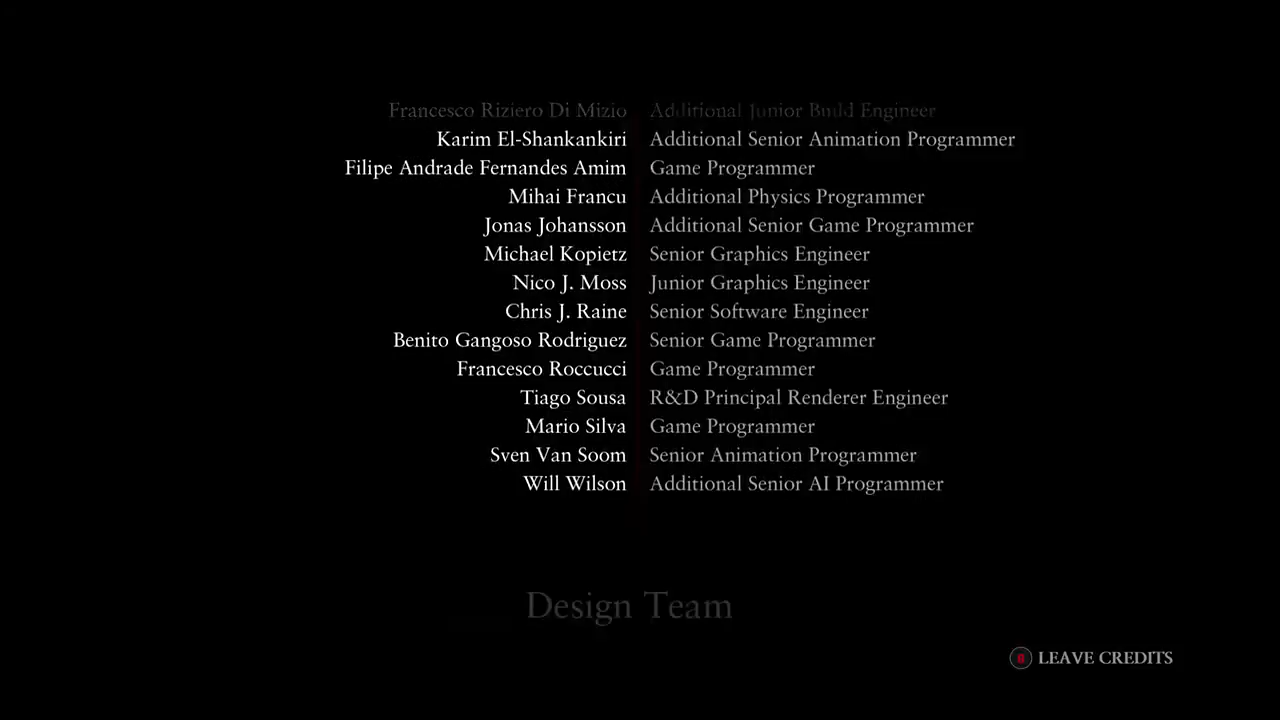 Francesco Riziero Di Mizio Additional Junior Build Engineer
Karim El-Shankankiri Additional Senior Animation Programmer
Filipe Andrade Fernandes Amim Game Programmer
Mihai Francu Additional Physics Programmer
Jonas Johansson Additional Senior Game Programmer
Michael Kopietz Senior Graphics Engineer
Nico J. Moss Junior Graphics Engineer
Chris J. Raine Senior Software Engineer
Benito Gangoso Rodriguez Senior Game Programmer
Francesco Roccucci Game Programmer
Tiago Sousa R&D Principal Renderer Engineer
Mario Silva Game Programmer
Sven Van Soom Senior Animation Programmer
Will Wilson Additional Senior AI Programmer
Design Team
LEAVE CREDITS